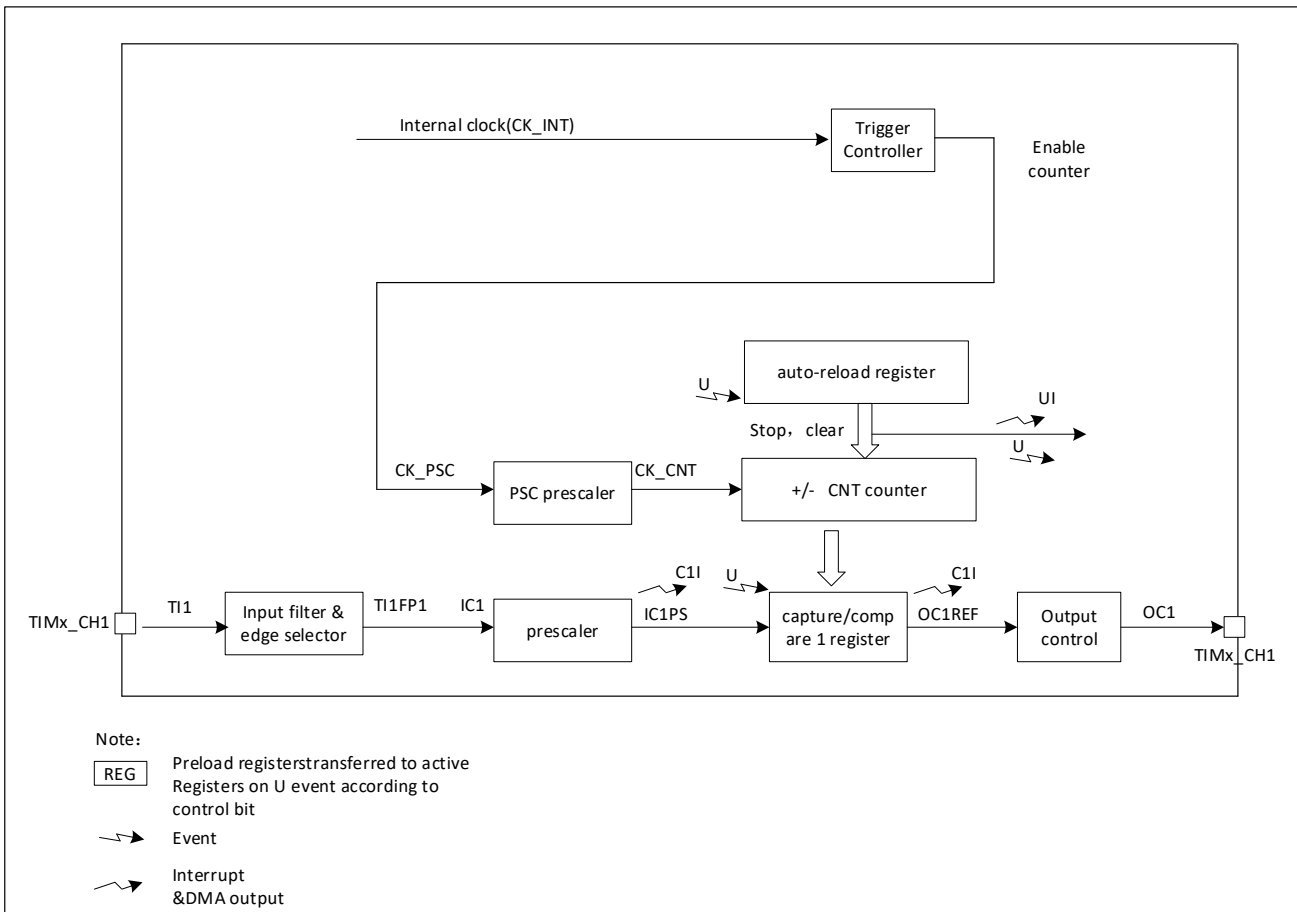 Internal clock(CK_INT)
Trigger
Controller
Enable
counter
auto-reload register
U
UI
Stop，clear
U
CK_PSC
PSC prescaler
CK_CNT
+/- CNT counter
TIMx_CH1
TI1
Input filter &
edge selector
TI1FP1
IC1
prescaler
C1I
IC1PS
U
capture/comp
are 1 register
C1I
OC1REF
Output
control
OC1
TIMx_CH1
Note：
REG
Preload registerstransferred to active
Registers on U event according to
control bit
Event
Interrupt
&DMA output